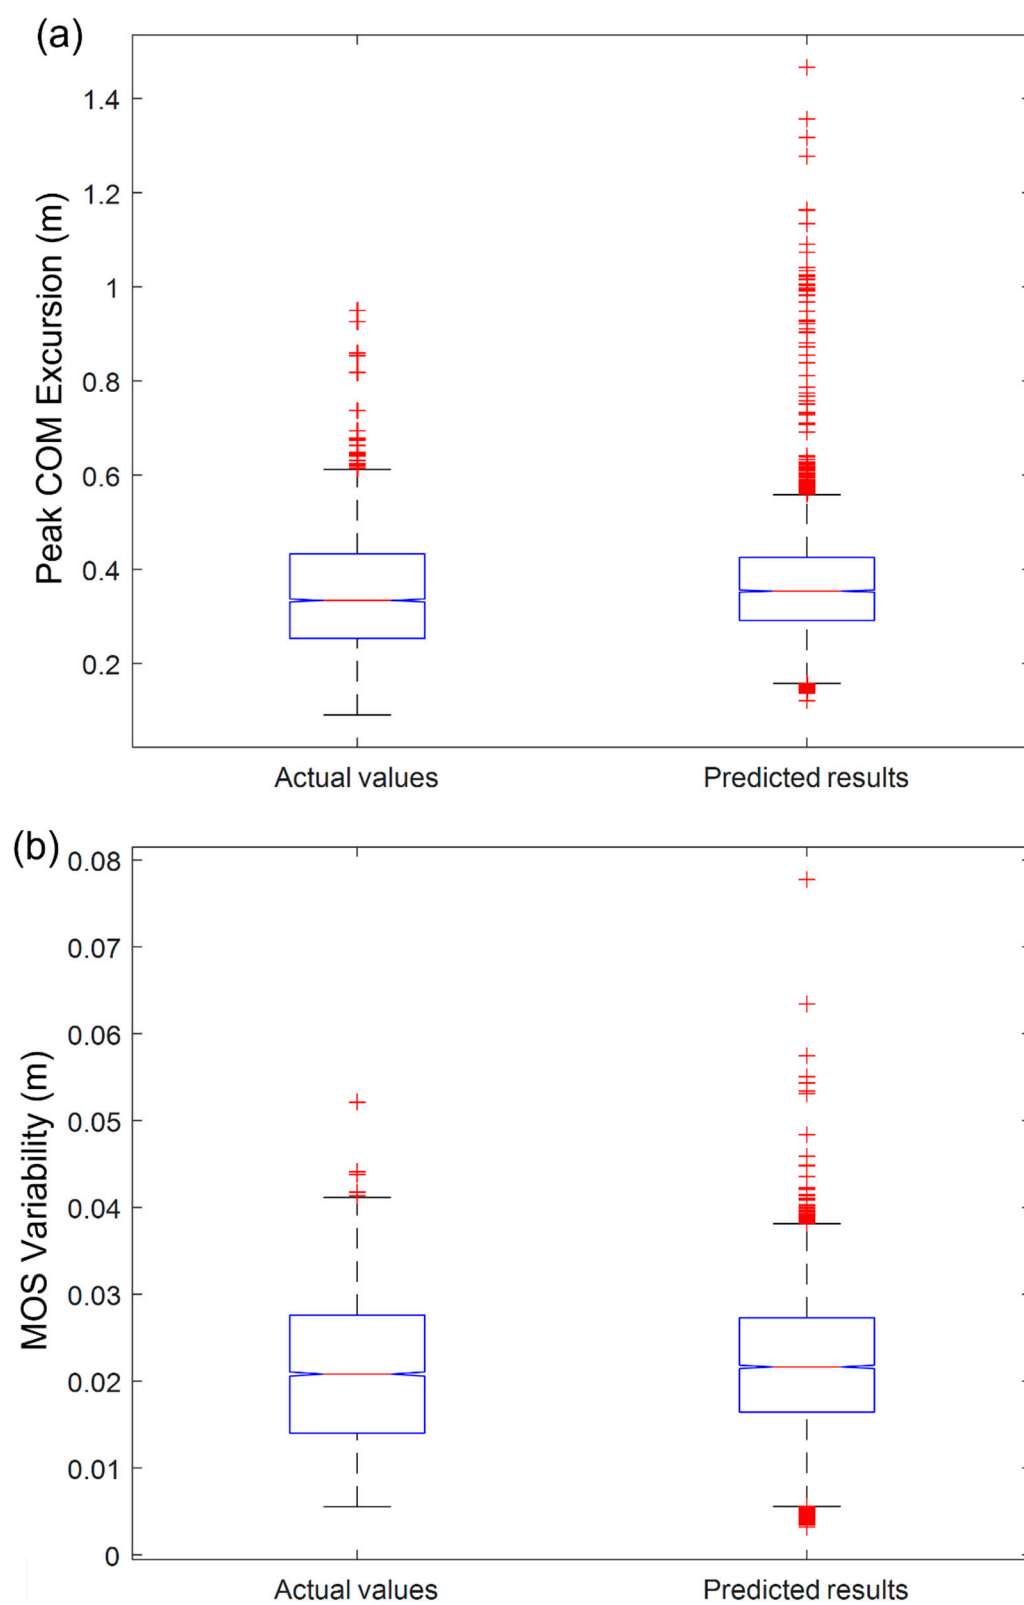 (a)
Peak COM Excursion (m)
1.4
1.2
1
0.8
0.6
0.4
0.2
Actual values
Predicted results
(b)
MOS Variability (m)
0.08
0.07
0.06
0.05
0.04
0.03
0.02
0.01
0
Actual values
Predicted results